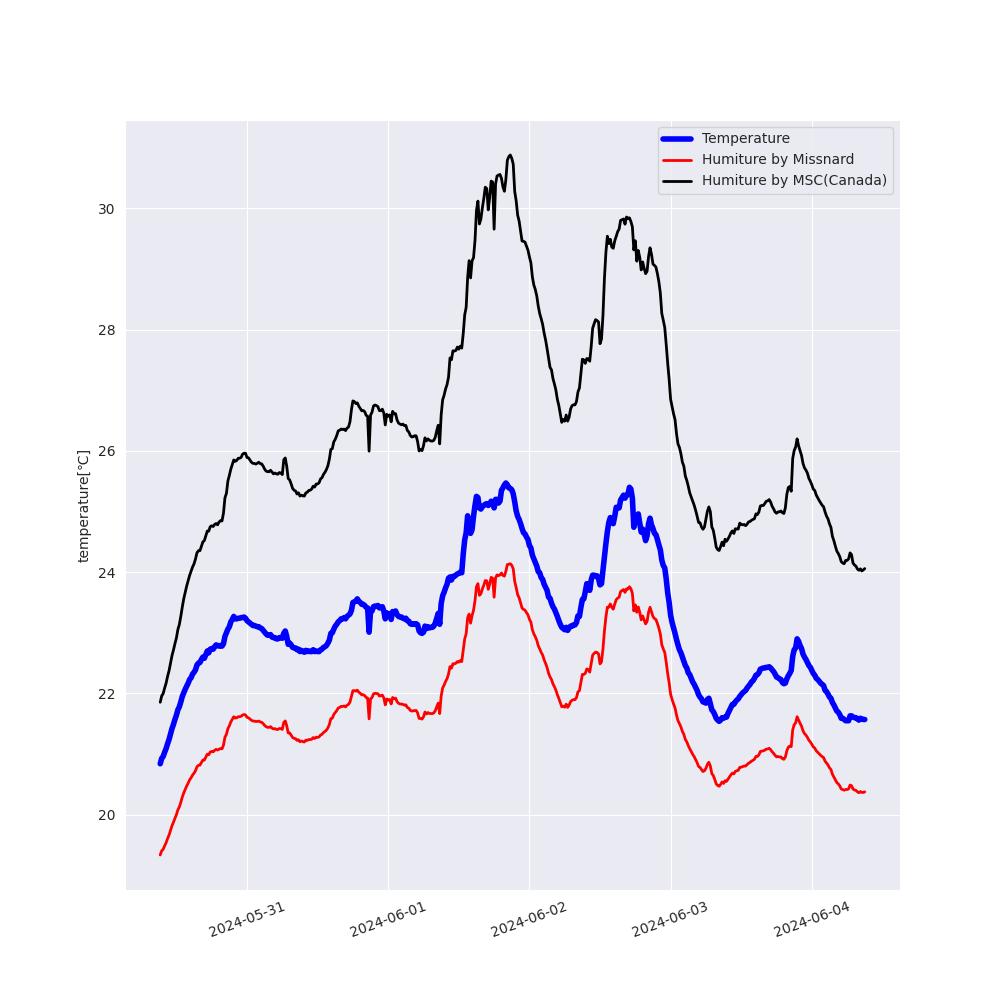 Temperature
Humiture by Missnard
Humiture by MSC(Canada)
30
28
26
24
22
20
temperature[℃]
2024-05-31
2024-06-01
2024-06-02
2024-06-03
2024-06-04